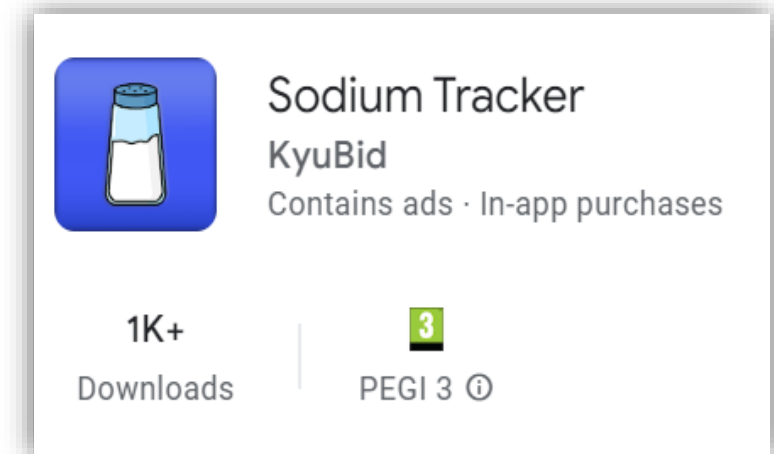 Sodium Tracker
KyuBid
Contains ads · In-app purchases
1K+
3
Downloads
PEGI 3